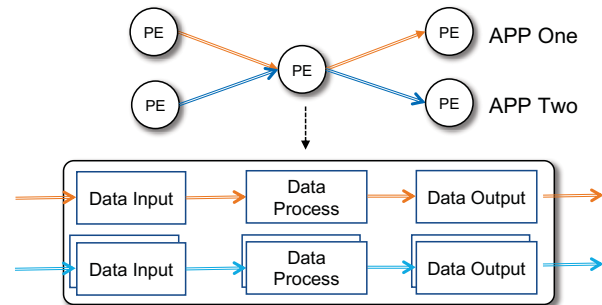 PE
PE
APP One
PE
PE
PE
APP Two
Data Input
Data
Process
Data Output
Data Input
Data
Process
Data Output